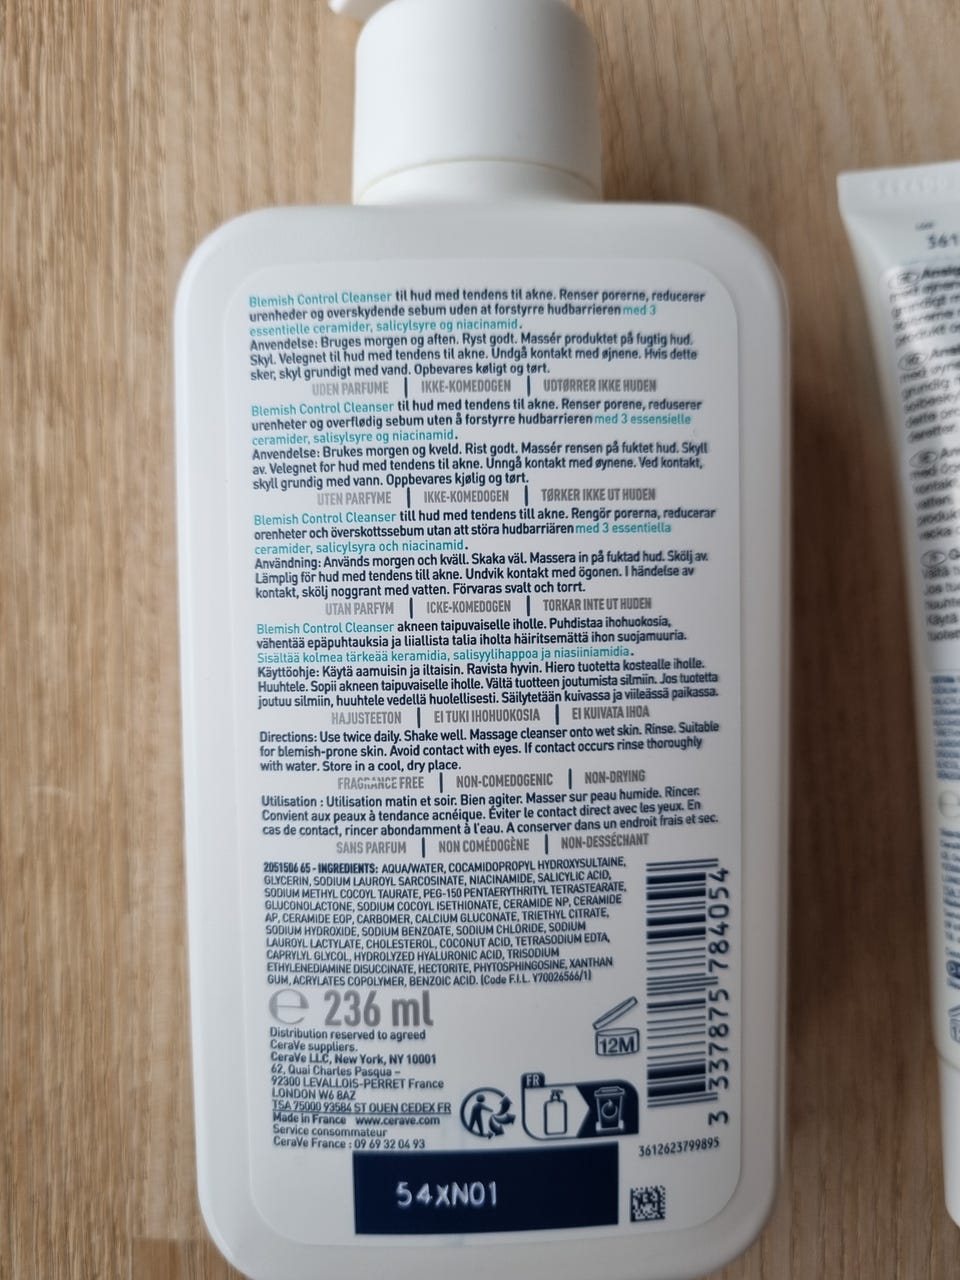 Blemish Control Cleanser til hud med tendens til akne. Renser porerne, reducerer
urenheder og overskydende sebum uden at forstyrre hudbarrieren med 3
essentielle ceramider, salicylsyre og niacinamid.
Anvendelse: Bruges morgen og aften. Ryst godt. Massér produktet på fugtig hud.
Skyl. Velegnet til hud med tendens til akne. Undgå kontakt med øjnene. Hvis dette
sker, skyl grundigt med vand. Opbevares køligt og tørt.
UDEN PARFUME | IKKE-KOMEDOGEN | UDTØRRER IKKE HUDEN
Blemish Control Cleanser til hud med tendens til akne. Renser porene, reduserer
urenheter og overflødig sebum uten å forstyrre hudbarrieren med 3 essensielle
ceramider, salisylsyre og niacinamid.
Anvendelse: Brukes morgen og kveld. Rist godt. Massér rensen på fuktet hud. Skyll
av. Velegnet for hud med tendens til akne. Unngå kontakt med øynene. Ved kontakt,
skyll grundig med vann. Oppbevares kjølig og tørt.
UTEN PARFYME | IKKE-KOMEDOGEN | TØRKER IKKE UT HUDEN
Blemish Control Cleanser till hud med tendens till akne. Rengör porerna, reducerar
orenheter och överskottssebum utan att störa hudbarriären med 3 essentiella
ceramider, salicylsyra och niacinamid.
Användning: Används morgon och kväll. Skaka väl. Massera in på fuktad hud. Skölj av.
Lämplig för hud med tendens till akne. Undvik kontakt med ögonen. I händelse av
kontakt, skölj noggrant med vatten. Förvaras svalt och torrt.
UTAN PARFYM | ICKE-KOMEDOGEN | TORKAR INTE UT HUDEN
Blemish Control Cleanser akneen taipuvaiselle iholle. Puhdistaa ihohuokosia,
vähentää epäpuhtauksia ja liiallista talia iholta häiritsemättä ihon suojamuuria.
Sisältää kolmea tärkeää keramidia, salisyylihappoa ja niasiiniamidia.
Käyttöohje: Käytä aamuisin ja iltaisin. Ravista hyvin. Hiero tuotetta kostealle iholle.
Huuhtele. Sopii akneen taipuvaiselle iholle. Vältä tuotteen joutumista silmiin. Jos tuotetta
joutuu silmiin, huuhtele vedellä huolellisesti. Säilytetään kuivassa ja viileässä paikassa.
HAJUSTEETON | EI TUKI IHOHUOKOSIA | EI KUIVATA IHOA
Directions: Use twice daily. Shake well. Massage cleanser onto wet skin. Rinse. Suitable
for blemish-prone skin. Avoid contact with eyes. If contact occurs rinse thoroughly
with water. Store in a cool, dry place.
FRAGRANCE FREE | NON-COMEDOGENIC | NON-DRYING
Utilisation : Utilisation matin et soir. Bien agiter. Masser sur peau humide. Rincer.
Convient aux peaux à tendance acnéique. Éviter le contact direct avec les yeux. En
cas de contact, rincer abondamment à l'eau. A conserver dans un endroit frais et sec.
SANS PARFUM | NON COMÉDOGÈNE | NON-DESSÉCHANT
2051506 65 - INGREDIENTS: AQUA/WATER, COCAMIDOPROPYL HYDROXYSULTAINE,
GLYCERIN, SODIUM LAUROYL SARCOSINATE, NIACINAMIDE, SALICYLIC ACID,
SODIUM METHYL COCOYL TAURATE, PEG-150 PENTAERYTHRITYL TETRASTEARATE,
GLUCONOLACTONE, SODIUM COCOYL ISETHIONATE, CERAMIDE NP, CERAMIDE
AP, CERAMIDE EOP, CARBOMER, CALCIUM GLUCONATE, TRIETHYL CITRATE,
SODIUM HYDROXIDE, SODIUM BENZOATE, SODIUM CHLORIDE, SODIUM
LAUROYL LACTYLATE, CHOLESTEROL, COCONUT ACID, TETRASODIUM EDTA,
CAPRYLYL GLYCOL, HYDROLYZED HYALURONIC ACID, TRISODIUM
ETHYLENEDIAMINE DISUCCINATE, HECTORITE, PHYTOSPHINGOSINE, XANTHAN
GUM, ACRYLATES COPOLYMER, BENZOIC ACID. (Code F.I.L. Y70026566/1)
℮ 236 ml
Distribution reserved to agreed
CeraVe suppliers.
CeraVe LLC, New York, NY 10001
62, Quai Charles Pasqua -
92300 LEVALLOIS-PERRET France
LONDON W6 8AZ
TSA 75000 93584 ST OUEN CEDEX FR
Made in France www.cerave.com
Service consommateur
CeraVe France : 09 69 32 04 93
12M
FR
3 337875 784054
3612623799895
54XN01
361